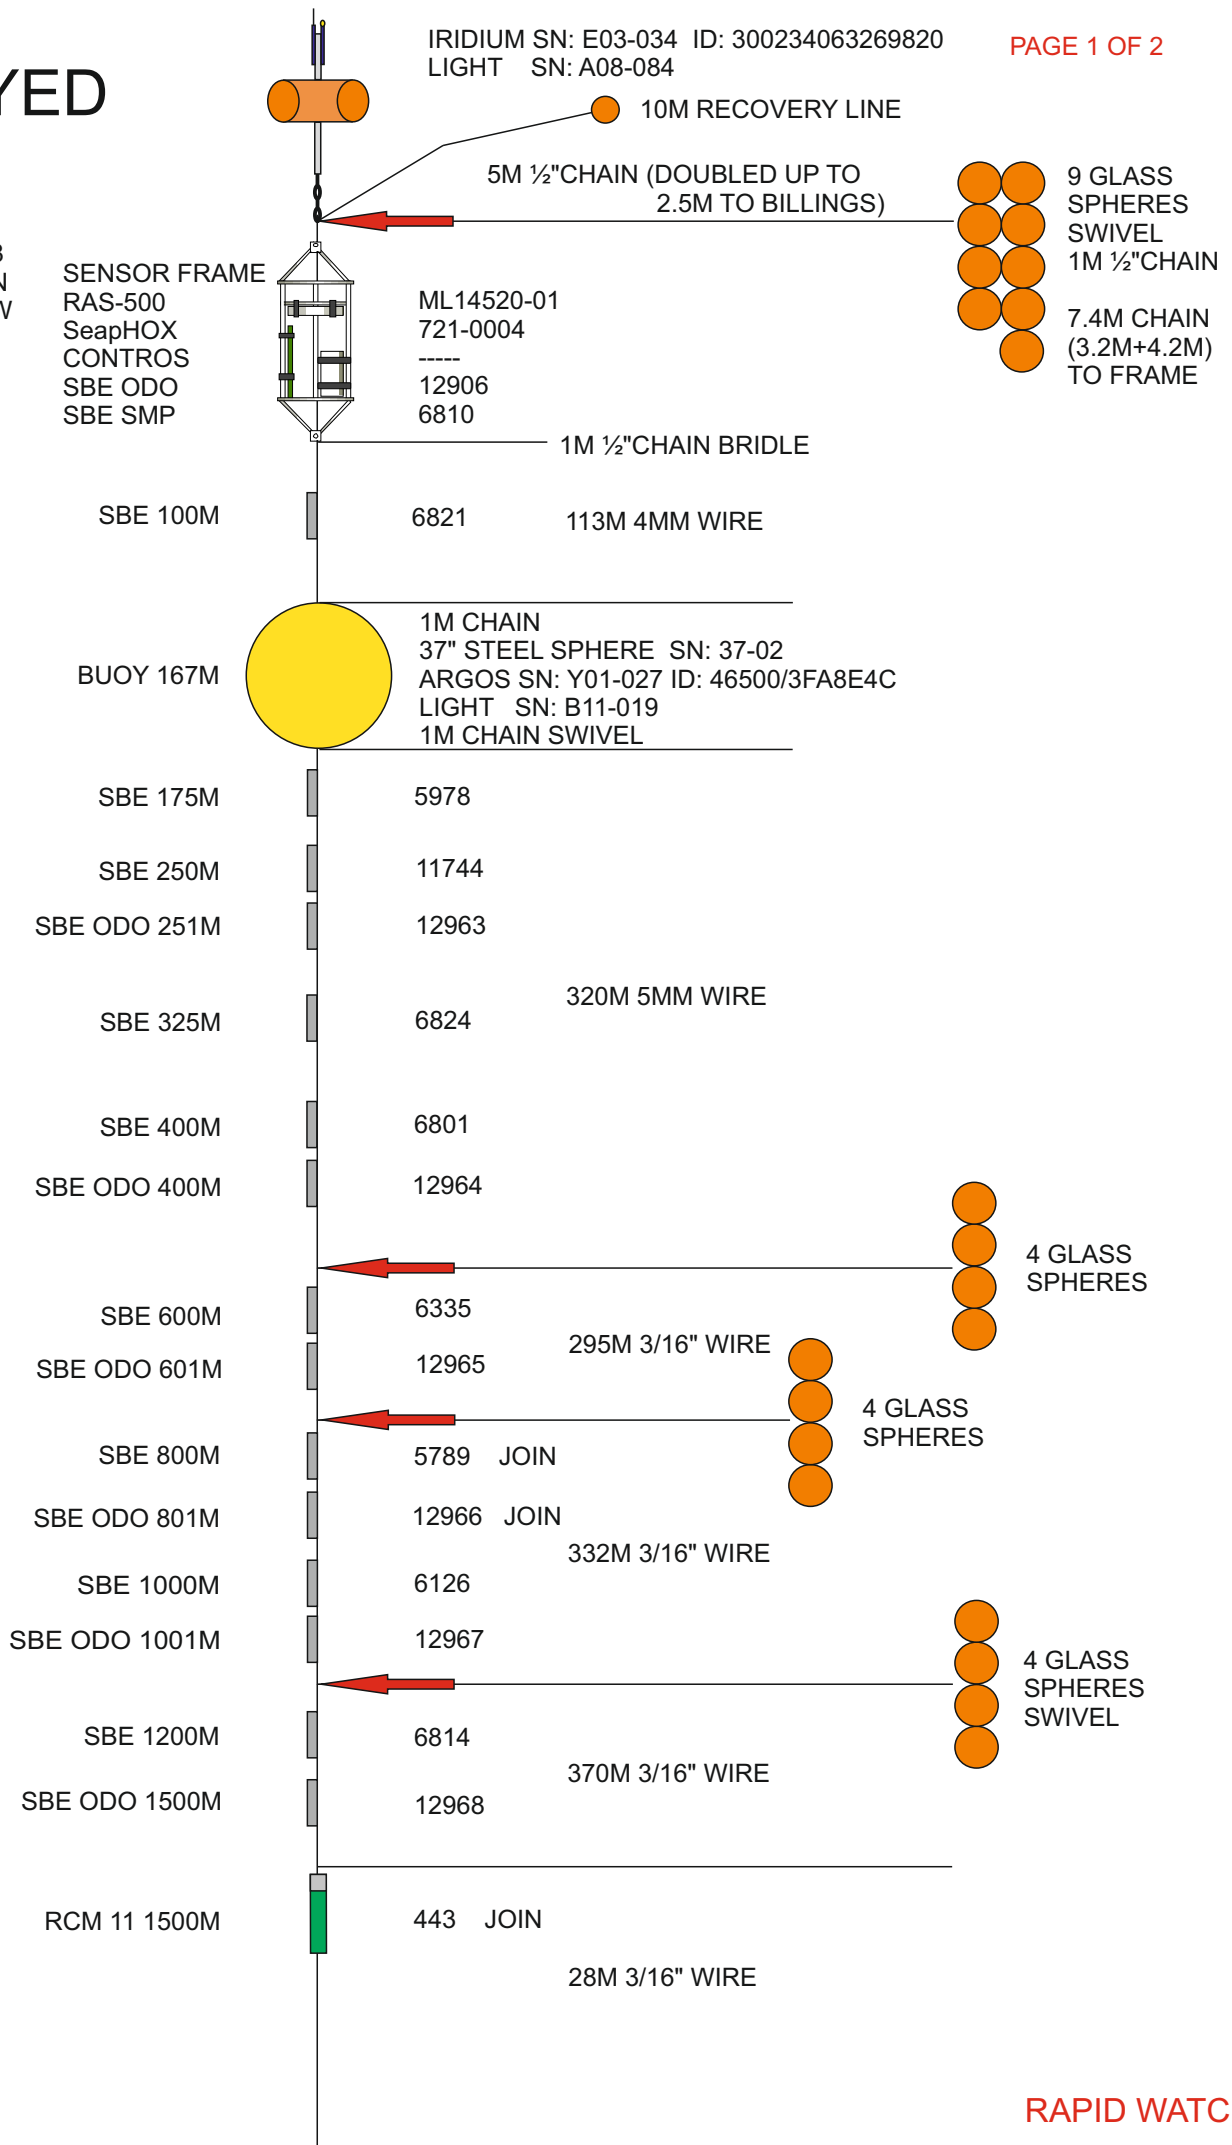 IRIDIUM SN: E03-034 ID: 300234063269820
LIGHT SN: A08-084
PAGE 1 OF 2
YED
10M RECOVERY LINE
5M ½"CHAIN (DOUBLED UP TO
2.5M TO BILLINGS)
9 GLASS
SPHERES
SWIVEL
1M ½"CHAIN
7.4M CHAIN
(3.2M+4.2M)
TO FRAME
N
W
SENSOR FRAME
RAS-500 ML14520-01
SeapHOX 721-0004
CONTROS -----
SBE ODO 12906
SBE SMP 6810
1M ½"CHAIN BRIDLE
SBE 100M 6821 113M 4MM WIRE
1M CHAIN
37" STEEL SPHERE SN: 37-02
BUOY 167M ARGOS SN: Y01-027 ID: 46500/3FA8E4C
LIGHT SN: B11-019
1M CHAIN SWIVEL
SBE 175M 5978
SBE 250M 11744
SBE ODO 251M 12963
320M 5MM WIRE
SBE 325M 6824
SBE 400M 6801
SBE ODO 400M 12964
4 GLASS
SPHERES
SBE 600M 6335
295M 3/16" WIRE
SBE ODO 601M 12965
4 GLASS
SPHERES
SBE 800M 5789 JOIN
SBE ODO 801M 12966 JOIN
332M 3/16" WIRE
SBE 1000M 6126
SBE ODO 1001M 12967
4 GLASS
SPHERES
SWIVEL
SBE 1200M 6814
370M 3/16" WIRE
SBE ODO 1500M 12968
RCM 11 1500M 443 JOIN
28M 3/16" WIRE
RAPID WATC